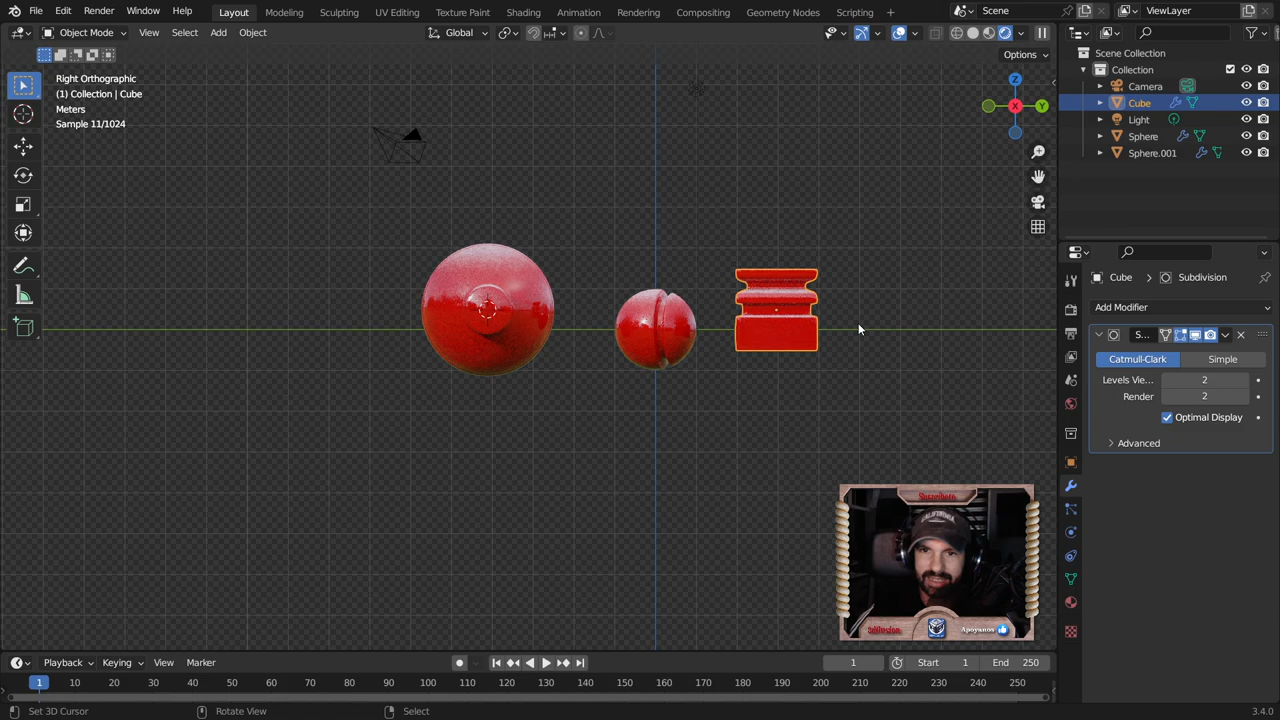 File Edit Render Window Help Layout Modeling Sculpting UV Editing Texture Paint Shading Animation Rendering Compositing Geometry Nodes Scripting + Scene ViewLayer
Object Mode View Select Add Object Global
Options
Right Orthographic
(1) Collection | Cube
Meters
Sample 11/1024
Z
X
Y
Scene Collection
Collection
Camera
Cube
Light
Sphere
Sphere.001
Cube > Subdivision
Add Modifier
S...
Catmull-Clark Simple
Levels Vie... 2
Render 2
Optimal Display
Advanced
CALIFORNIA
Apoyanos
Playback Keying View Marker 1 Start 1 End 250
1 10 20 30 40 50 60 70 80 90 100 110 120 130 140 150 160 170 180 190 200 210 220 230 240 250
Set 3D Cursor Rotate View Select 3.4.0